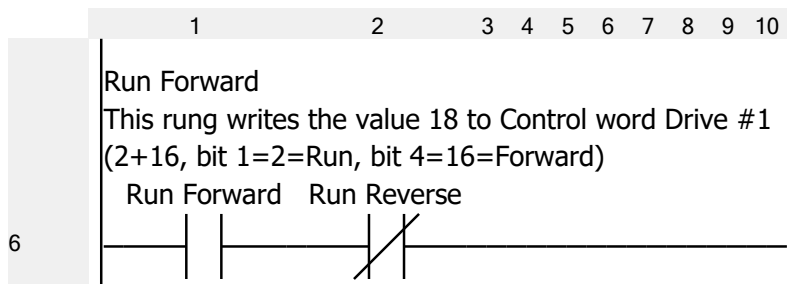 1 2 3 4 5 6 7 8 9 10
Run Forward
This rung writes the value 18 to Control word Drive #1
(2+16, bit 1=2=Run, bit 4=16=Forward)
Run Forward Run Reverse
6